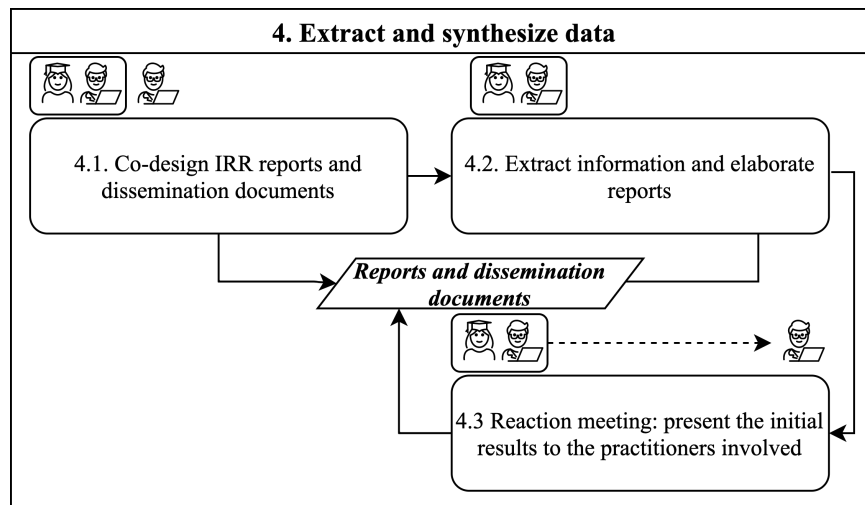 4. Extract and synthesize data
4.1. Co-design IRR reports and
dissemination documents
4.2. Extract information and elaborate
reports
Reports and dissemination
documents
4.3 Reaction meeting: present the initial
results to the practitioners involved